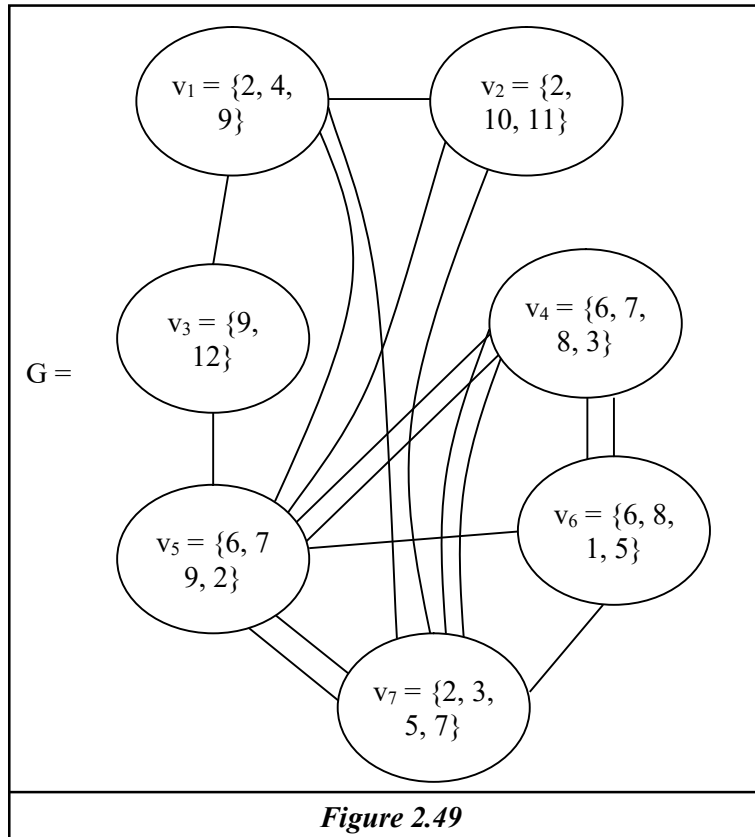 v₁ = {2, 4,
9}
v₂ = {2,
10, 11}
v₃ = {9,
12}
v₄ = {6, 7,
8, 3}
G =
v₅ = {6, 7
9, 2}
v₆ = {6, 8,
1, 5}
v₇ = {2, 3,
5, 7}
Figure 2.49